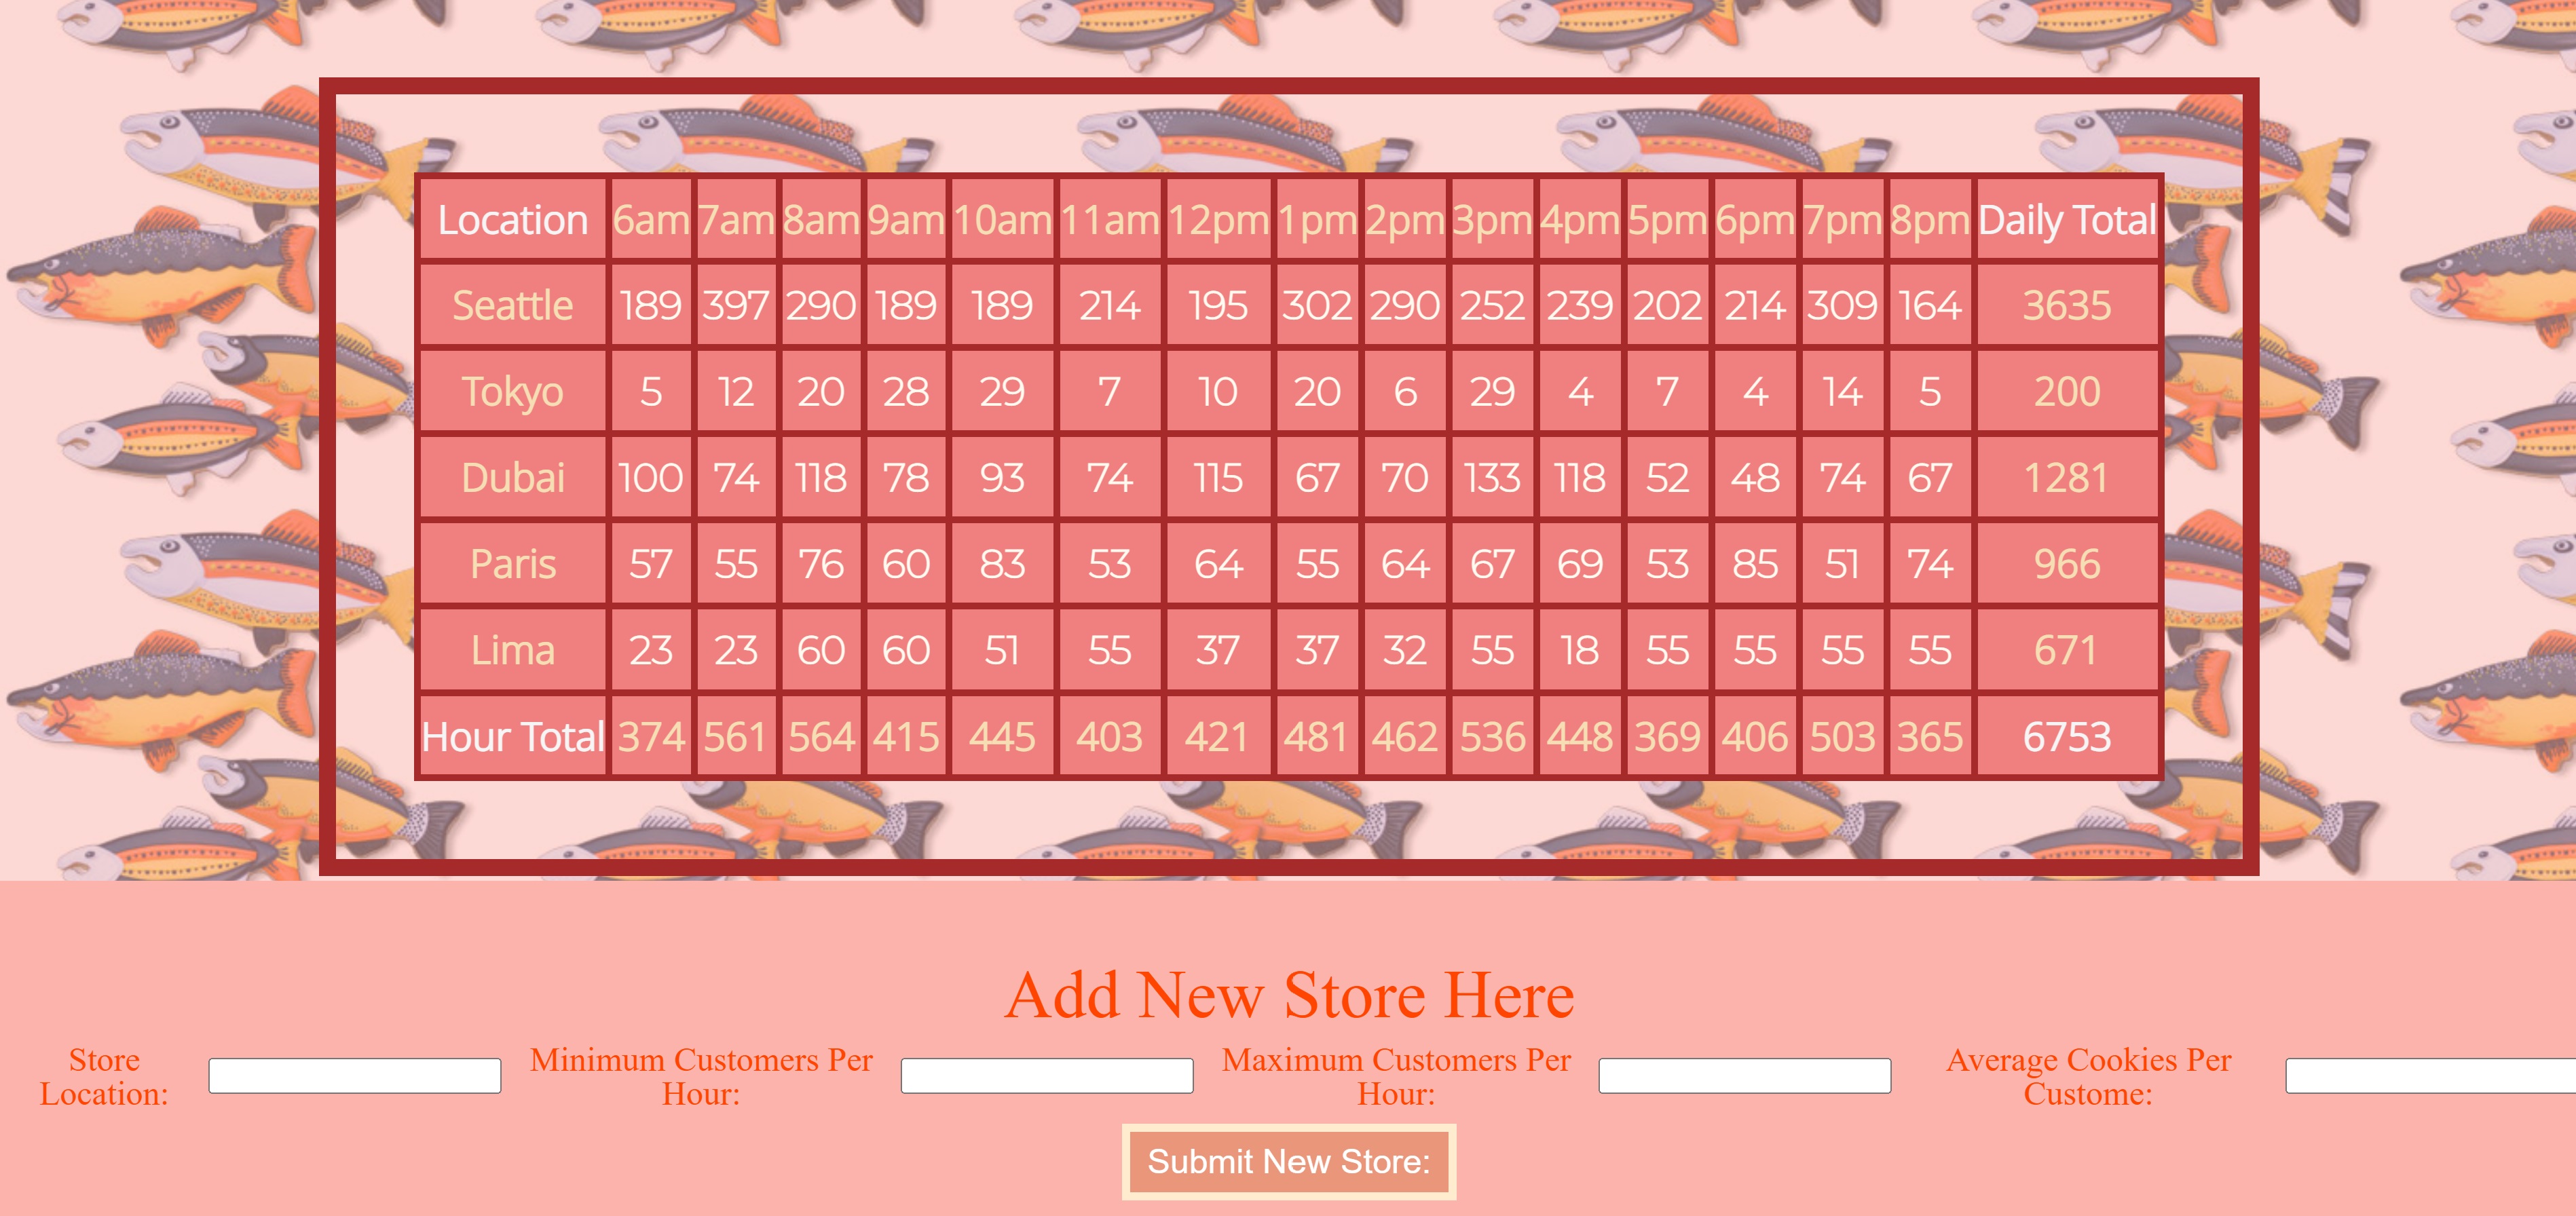 Location 6am 7am 8am 9am 10am 11am 12pm 1pm 2pm 3pm 4pm 5pm 6pm 7pm 8pm Daily Total
Seattle 189 397 290 189 189 214 195 302 290 252 239 202 214 309 164 3635
Tokyo 5 12 20 28 29 7 10 20 6 29 4 7 4 14 5 200
Dubai 100 74 118 78 93 74 115 67 70 133 118 52 48 74 67 1281
Paris 57 55 76 60 83 53 64 55 64 67 69 53 85 51 74 966
Lima 23 23 60 60 51 55 37 37 32 55 18 55 55 55 55 671
Hour Total 374 561 564 415 445 403 421 481 462 536 448 369 406 503 365 6753
Add New Store Here
Store
Location:
Minimum Customers Per
Hour:
Maximum Customers Per
Hour:
Average Cookies Per
Custome:
Submit New Store: